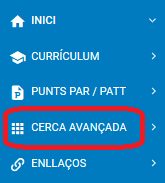 INICI
CURRÍCULUM
PUNTS PAR / PATT
CERCA AVANÇADA
ENLLAÇOS